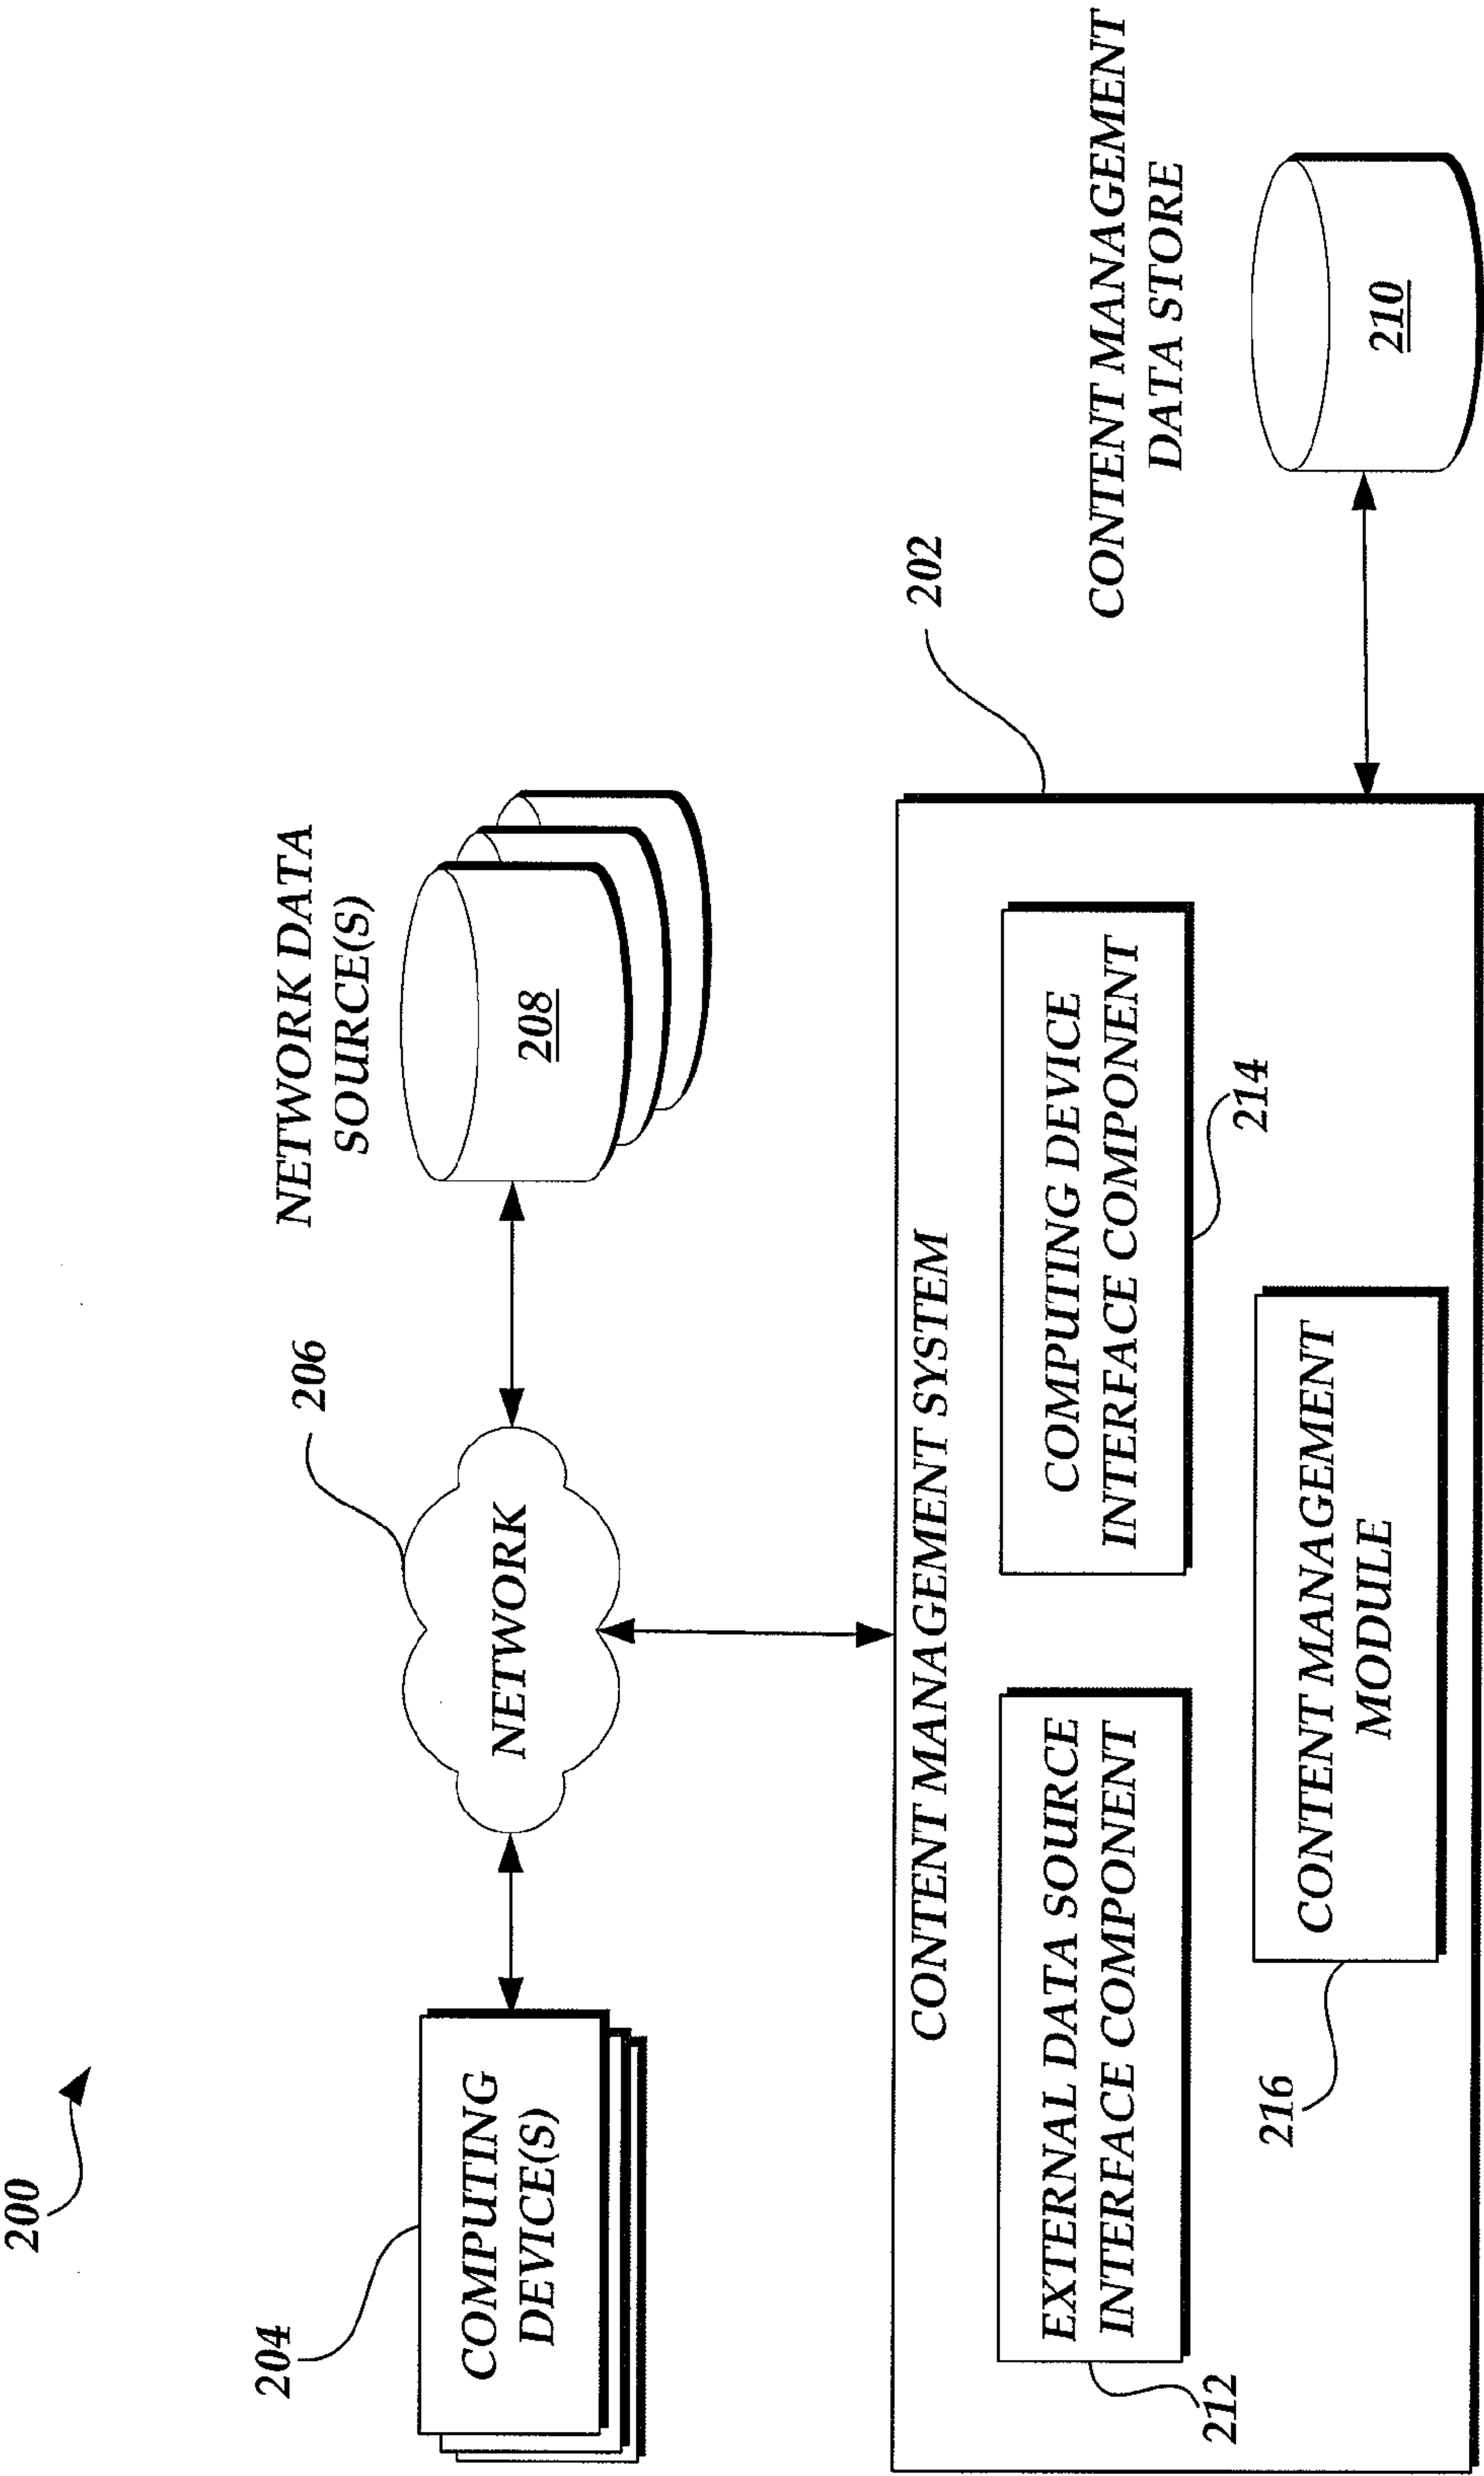 200
204
COMPUTING
DEVICE(S)
206
NETWORK
NETWORK DATA
SOURCE(S)
208
CONTENT MANAGEMENT SYSTEM
202
EXTERNAL DATA SOURCE
INTERFACE COMPONENT
212
COMPUTING DEVICE
INTERFACE COMPONENT
214
CONTENT MANAGEMENT
MODULE
216
CONTENT MANAGEMENT
DATA STORE
210